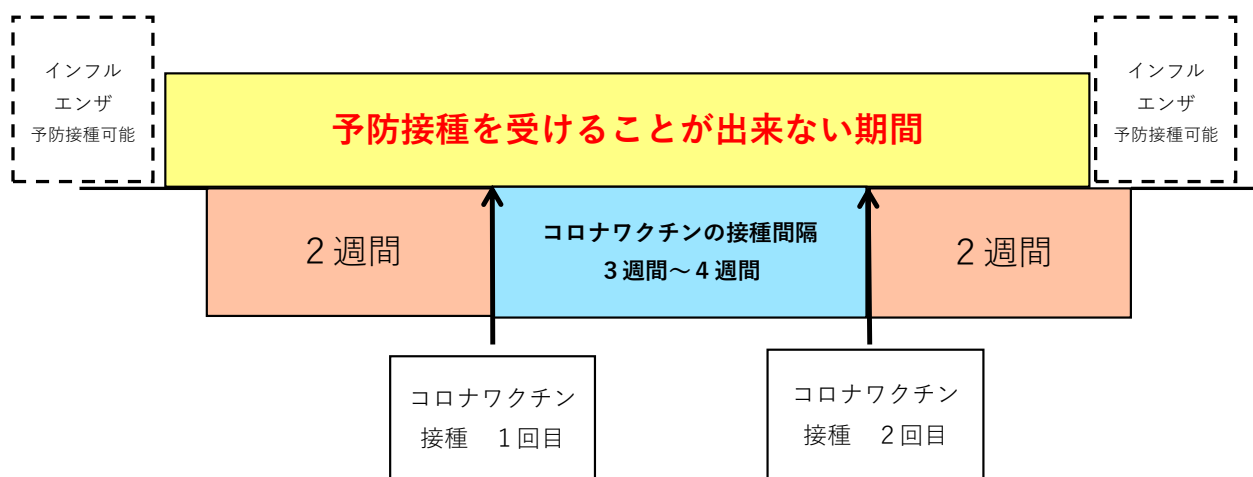 インフル
エンザ
予防接種可能
予防接種を受けることが出来ない期間
インフル
エンザ
予防接種可能
２週間
コロナワクチンの接種間隔
３週間～４週間
２週間
コロナワクチン
接種　１回目
コロナワクチン
接種　２回目